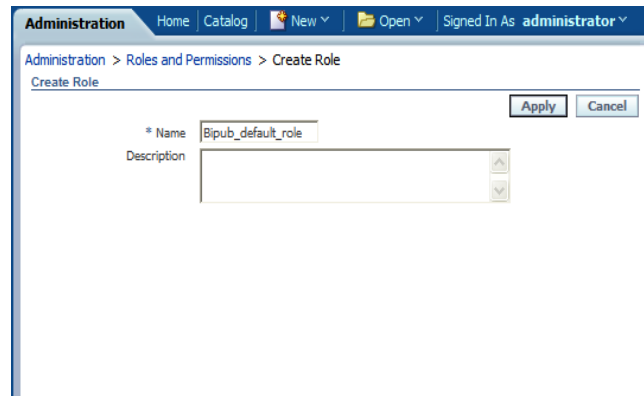 Administration Home Catalog New Open Signed In As administrator
Administration > Roles and Permissions > Create Role
Create Role
Apply Cancel
* Name Bipub_default_role
Description